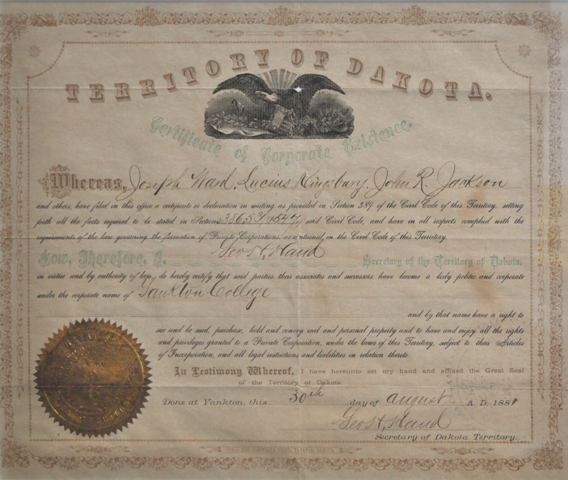 TERRITORY OF DAKOTA.
Certificate of Corporate Existence.
Whereas, Joseph Ward, Lucius Kingsbury, John R. Jackson
and others, have filed in this office a certificate or declaration in writing as provided in Section 389 of the Civil Code of this Territory, setting
forth all the facts required to be stated in Sections and Civil Code, and have in all respects complied with the
requirements of the law governing the formation of Private Corporations as contained in the Civil Code of this Territory.
Now, Therefore, I, Geo. H. Hand Secretary of the Territory of Dakota,
in virtue and by authority of law, do hereby certify that said parties, their associates and successors, have become a body politic and corporate
under the corporate name of Yankton College
and by that name have a right to
sue and be sued, purchase, hold and convey real and personal property and to have and enjoy all the rights
and privileges granted to a Private Corporation, under the laws of this Territory, subject to their Articles
of Incorporation, and all legal restrictions and liabilities in relation thereto.
In Testimony Whereof, I have hereunto set my hand and affixed the Great Seal
of the Territory of Dakota
Done at Yankton, this 30th day of august A. D. 1881
Geo. H. Hand
Secretary of Dakota Territory.